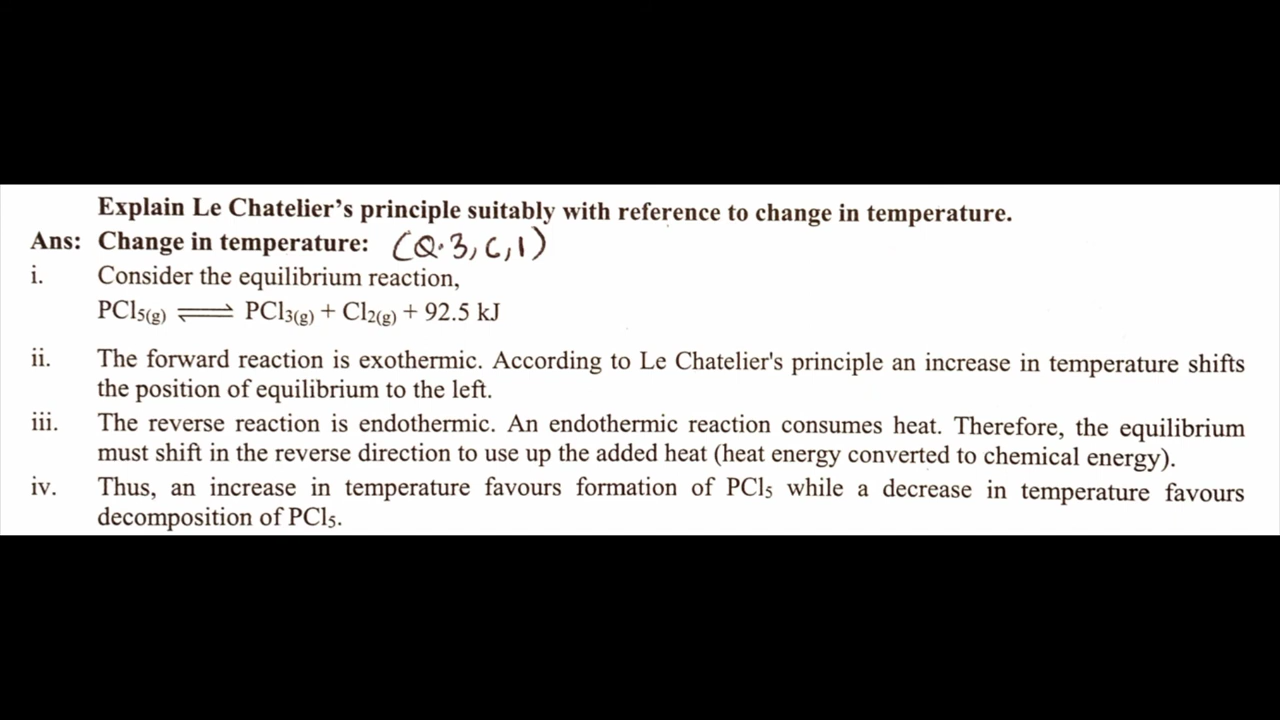 Explain Le Chatelier's principle suitably with reference to change in temperature.
Ans: Change in temperature: (Q.3, C, 1)
i. Consider the equilibrium reaction,
PCl5(g) ⇌ PCl3(g) + Cl2(g) + 92.5 kJ
ii. The forward reaction is exothermic. According to Le Chatelier's principle an increase in temperature shifts
the position of equilibrium to the left.
iii. The reverse reaction is endothermic. An endothermic reaction consumes heat. Therefore, the equilibrium
must shift in the reverse direction to use up the added heat (heat energy converted to chemical energy).
iv. Thus, an increase in temperature favours formation of PCl5 while a decrease in temperature favours
decomposition of PCl5.